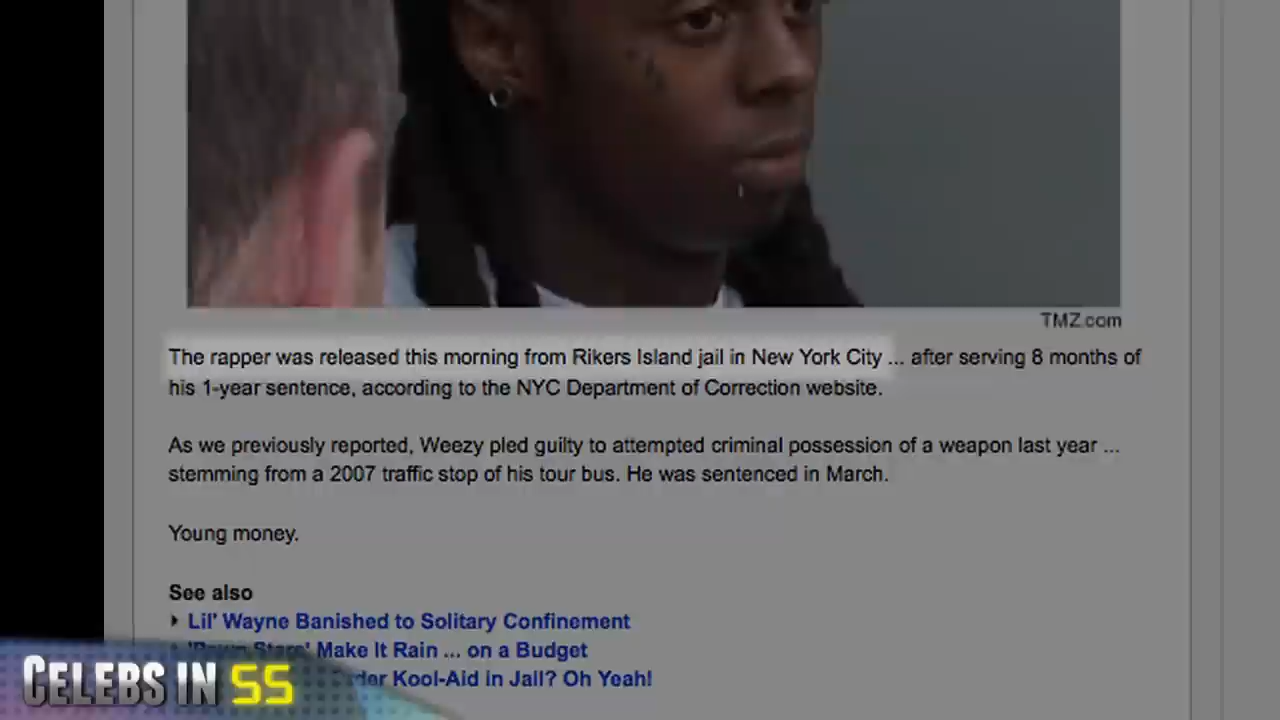 TMZ.com
The rapper was released this morning from Rikers Island jail in New York City ... after serving 8 months of
his 1-year sentence, according to the NYC Department of Correction website.
As we previously reported, Weezy pled guilty to attempted criminal possession of a weapon last year ...
stemming from a 2007 traffic stop of his tour bus. He was sentenced in March.
Young money.
See also
Lil' Wayne Banished to Solitary Confinement
'Pawn Stars' Make It Rain ... on a Budget
Kool-Aid in Jail? Oh Yeah!
CELEBS IN 55